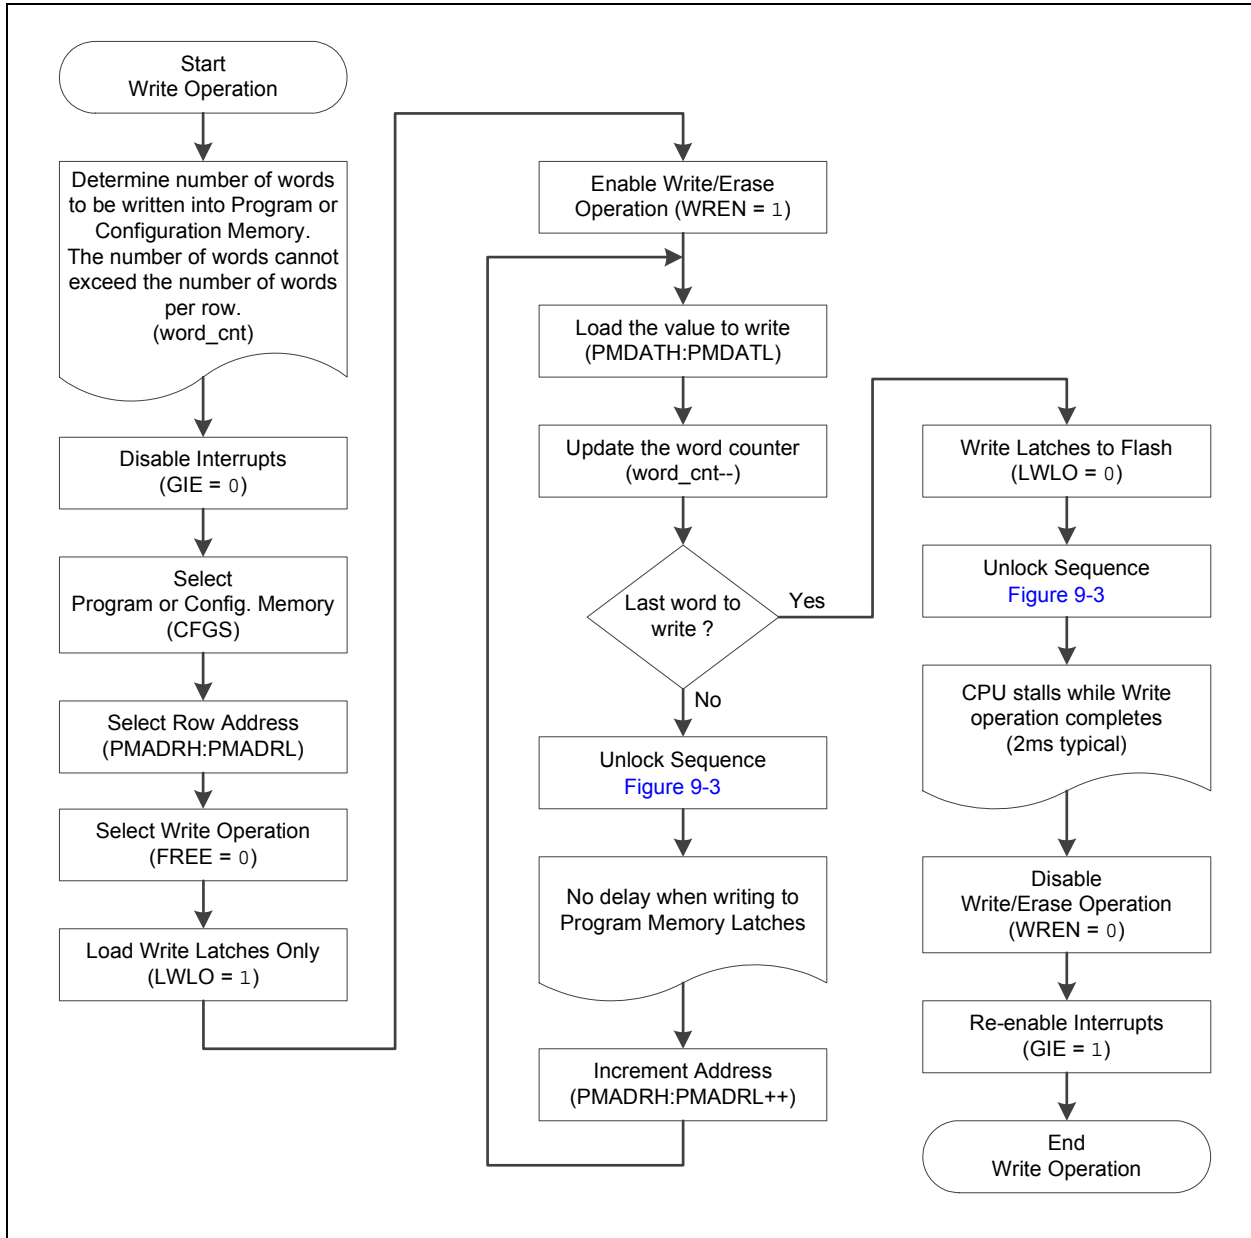 Start
Write Operation
Determine number of words
to be written into Program or
Configuration Memory.
The number of words cannot
exceed the number of words
per row.
(word_cnt)
Disable Interrupts
(GIE = 0)
Select
Program or Config. Memory
(CFGS)
Select Row Address
(PMADRH:PMADRL)
Select Write Operation
(FREE = 0)
Load Write Latches Only
(LWLO = 1)
Enable Write/Erase
Operation (WREN = 1)
Load the value to write
(PMDATH:PMDATL)
Update the word counter
(word_cnt--)
Last word to
write ?
Yes
No
Unlock Sequence
Figure 9-3
No delay when writing to
Program Memory Latches
Increment Address
(PMADRH:PMADRL++)
Write Latches to Flash
(LWLO = 0)
Unlock Sequence
Figure 9-3
CPU stalls while Write
operation completes
(2ms typical)
Disable
Write/Erase Operation
(WREN = 0)
Re-enable Interrupts
(GIE = 1)
End
Write Operation